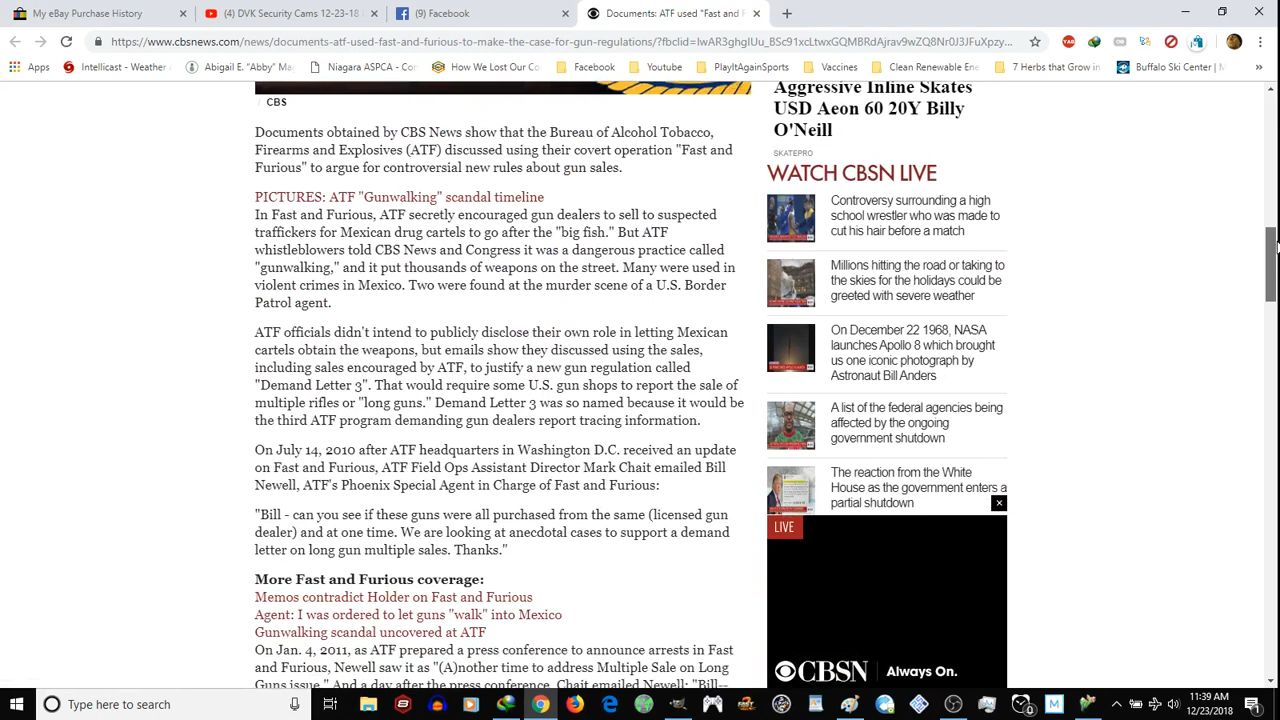 My eBay Purchase History
(4) DVK Security Cams 12-23-18
(9) Facebook
Documents: ATF used "Fast and F
https://www.cbsnews.com/news/documents-atf-used-fast-and-furious-to-make-the-case-for-gun-regulations/
Apps
Intellicast - Weather
Abigail E. "Abby"
Niagara ASPCA - Co
How We Lost Our Co
Facebook
Youtube
PlayItAgainSports
Vaccines
Clean Renewable Ene
7 Herbs that Grow in
Buffalo Ski Center |
»
CBS
Documents obtained by CBS News show that the Bureau of Alcohol Tobacco,
Firearms and Explosives (ATF) discussed using their covert operation "Fast and
Furious" to argue for controversial new rules about gun sales.
PICTURES: ATF "Gunwalking" scandal timeline
In Fast and Furious, ATF secretly encouraged gun dealers to sell to suspected
traffickers for Mexican drug cartels to go after the "big fish." But ATF
whistleblowers told CBS News and Congress it was a dangerous practice called
"gunwalking," and it put thousands of weapons on the street. Many were used in
violent crimes in Mexico. Two were found at the murder scene of a U.S. Border
Patrol agent.
ATF officials didn't intend to publicly disclose their own role in letting Mexican
cartels obtain the weapons, but emails show they discussed using the sales,
including sales encouraged by ATF, to justify a new gun regulation called
"Demand Letter 3". That would require some U.S. gun shops to report the sale of
multiple rifles or "long guns." Demand Letter 3 was so named because it would be
the third ATF program demanding gun dealers report tracing information.
On July 14, 2010 after ATF headquarters in Washington D.C. received an update
on Fast and Furious, ATF Field Ops Assistant Director Mark Chait emailed Bill
Newell, ATF's Phoenix Special Agent in Charge of Fast and Furious:
"Bill - can you see if these guns were all purchased from the same (licensed gun
dealer) and at one time. We are looking at anecdotal cases to support a demand
letter on long gun multiple sales. Thanks."
More Fast and Furious coverage:
Memos contradict Holder on Fast and Furious
Agent: I was ordered to let guns "walk" into Mexico
Gunwalking scandal uncovered at ATF
On Jan. 4, 2011, as ATF prepared a press conference to announce arrests in Fast
and Furious, Newell saw it as "(A)nother time to address Multiple Sale on Long
Guns issue." And a day after the press conference, Chait emailed Newell: "Bill--
Aggressive Inline Skates
USD Aeon 60 20Y Billy
O'Neill
SKATEPRO
WATCH CBSN LIVE
Controversy surrounding a high
school wrestler who was made to
cut his hair before a match
Millions hitting the road or taking to
the skies for the holidays could be
greeted with severe weather
On December 22 1968, NASA
launches Apollo 8 which brought
us one iconic photograph by
Astronaut Bill Anders
A list of the federal agencies being
affected by the ongoing
government shutdown
The reaction from the White
House as the government enters a
partial shutdown
LIVE
CBSN Always On.
Type here to search
11:39 AM
12/23/2018